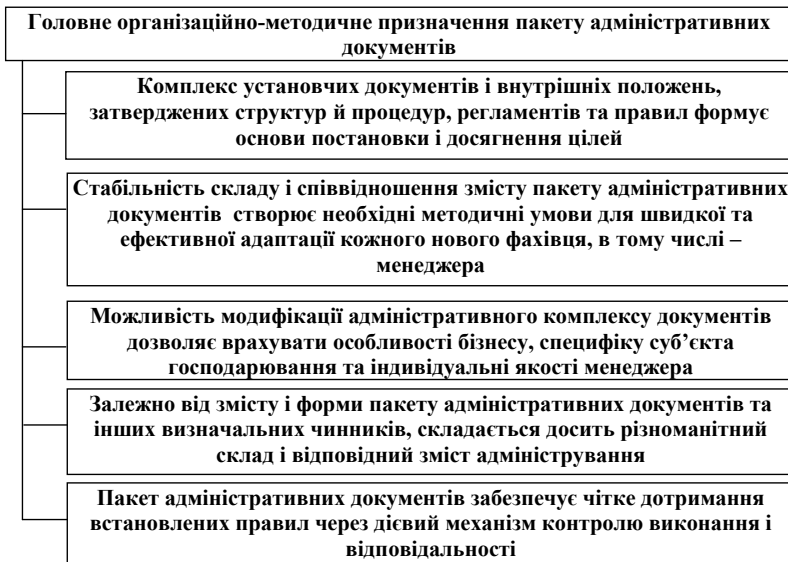 Головне організаційно-методичне призначення пакету адміністративних
документів
Комплекс установчих документів і внутрішніх положень,
затверджених структур й процедур, регламентів та правил формує
основи постановки і досягнення цілей
Стабільність складу і співвідношення змісту пакету адміністративних
документів створює необхідні методичні умови для швидкої та
ефективної адаптації кожного нового фахівця, в тому числі –
менеджера
Можливість модифікації адміністративного комплексу документів
дозволяє врахувати особливості бізнесу, специфіку суб’єкта
господарювання та індивідуальні якості менеджера
Залежно від змісту і форми пакету адміністративних документів та
інших визначальних чинників, складається досить різноманітний
склад і відповідний зміст адміністрування
Пакет адміністративних документів забезпечує чітке дотримання
встановлених правил через дієвий механізм контролю виконання і
відповідальності